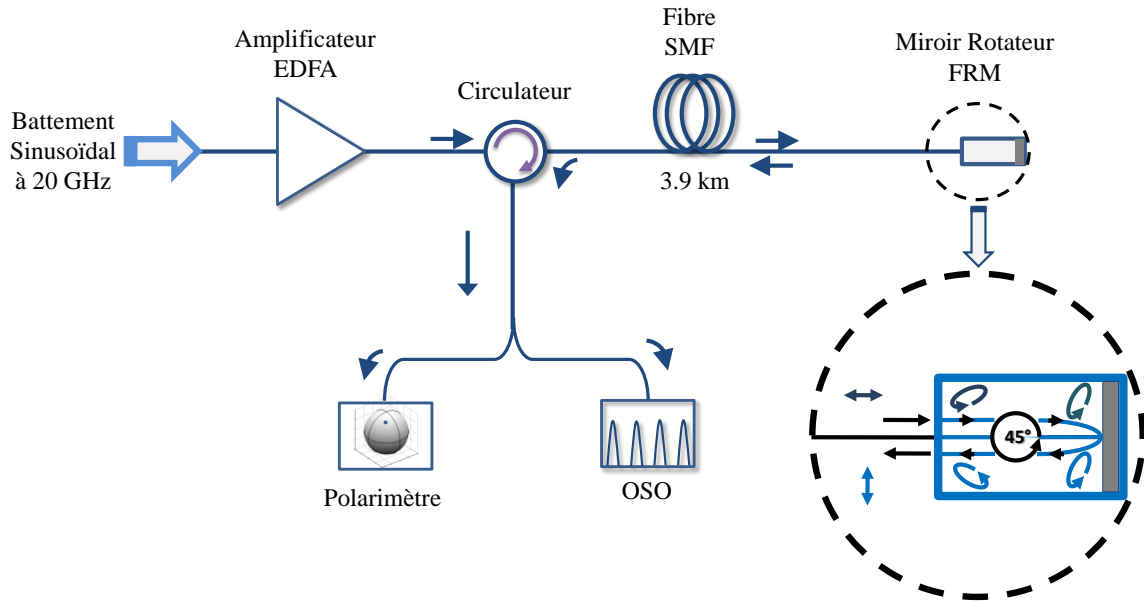 Amplificateur
EDFA
Fibre
SMF
Miroir Rotateur
FRM
Circulateur
Battement
Sinusoïdal
à 20 GHz
3.9 km
45°
Polarimètre
OSO